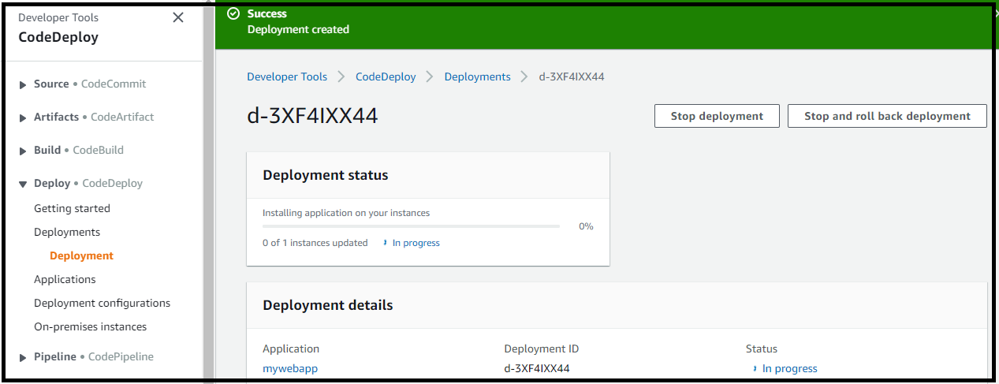 Developer Tools
CodeDeploy
Source • CodeCommit
Artifacts • CodeArtifact
Build • CodeBuild
Deploy • CodeDeploy
Getting started
Deployments
Deployment
Applications
Deployment configurations
On-premises instances
Pipeline • CodePipeline
Success
Deployment created
Developer Tools > CodeDeploy > Deployments > d-3XF4IXX44
d-3XF4IXX44
Stop deployment
Stop and roll back deployment
Deployment status
Installing application on your instances
0%
0 of 1 instances updated In progress
Deployment details
Application Deployment ID Status
mywebapp d-3XF4IXX44 In progress